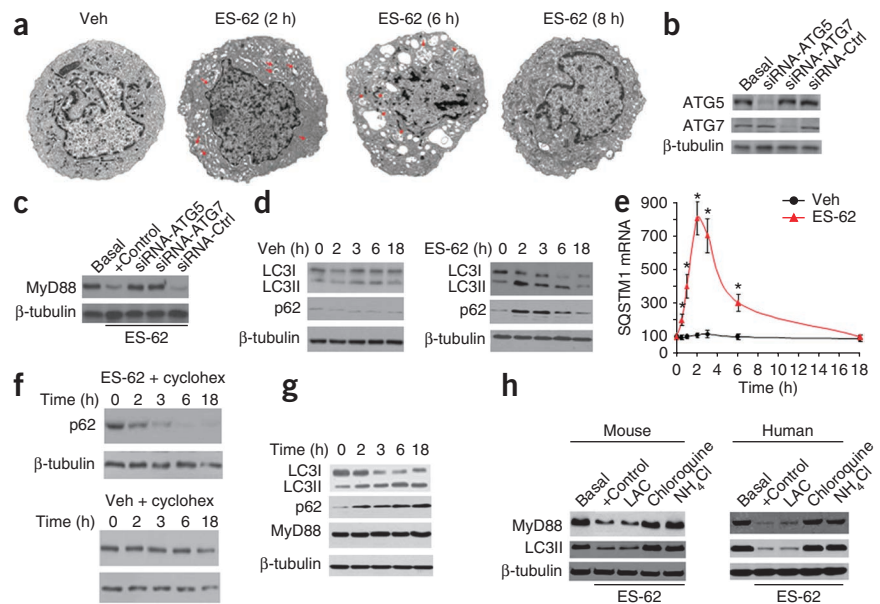 a
Veh
ES-62 (2 h)
ES-62 (6 h)
ES-62 (8 h)
b
Basal
siRNA-ATG5
siRNA-ATG7
siRNA-Ctrl
ATG5
ATG7
β-tubulin
c
Basal
+Control
siRNA-ATG5
siRNA-ATG7
siRNA-Ctrl
MyD88
β-tubulin
ES-62
d
Veh (h)
0 2 3 6 18
LC3I
LC3II
p62
β-tubulin
ES-62 (h)
0 2 3 6 18
LC3I
LC3II
p62
β-tubulin
e
Veh
ES-62
SQSTM1 mRNA
900
700
500
300
100
0
* * * * *
0 2 4 6 8 10 12 14 16 18
Time (h)
f
ES-62 + cyclohex
Time (h) 0 2 3 6 18
p62
β-tubulin
Veh + cyclohex
Time (h) 0 2 3 6 18
g
Time (h) 0 2 3 6 18
LC3I
LC3II
p62
MyD88
β-tubulin
h
Mouse
Basal
+Control
LAC
Chloroquine
NH4Cl
Human
Basal
+Control
LAC
Chloroquine
NH4Cl
MyD88
LC3II
β-tubulin
ES-62
ES-62